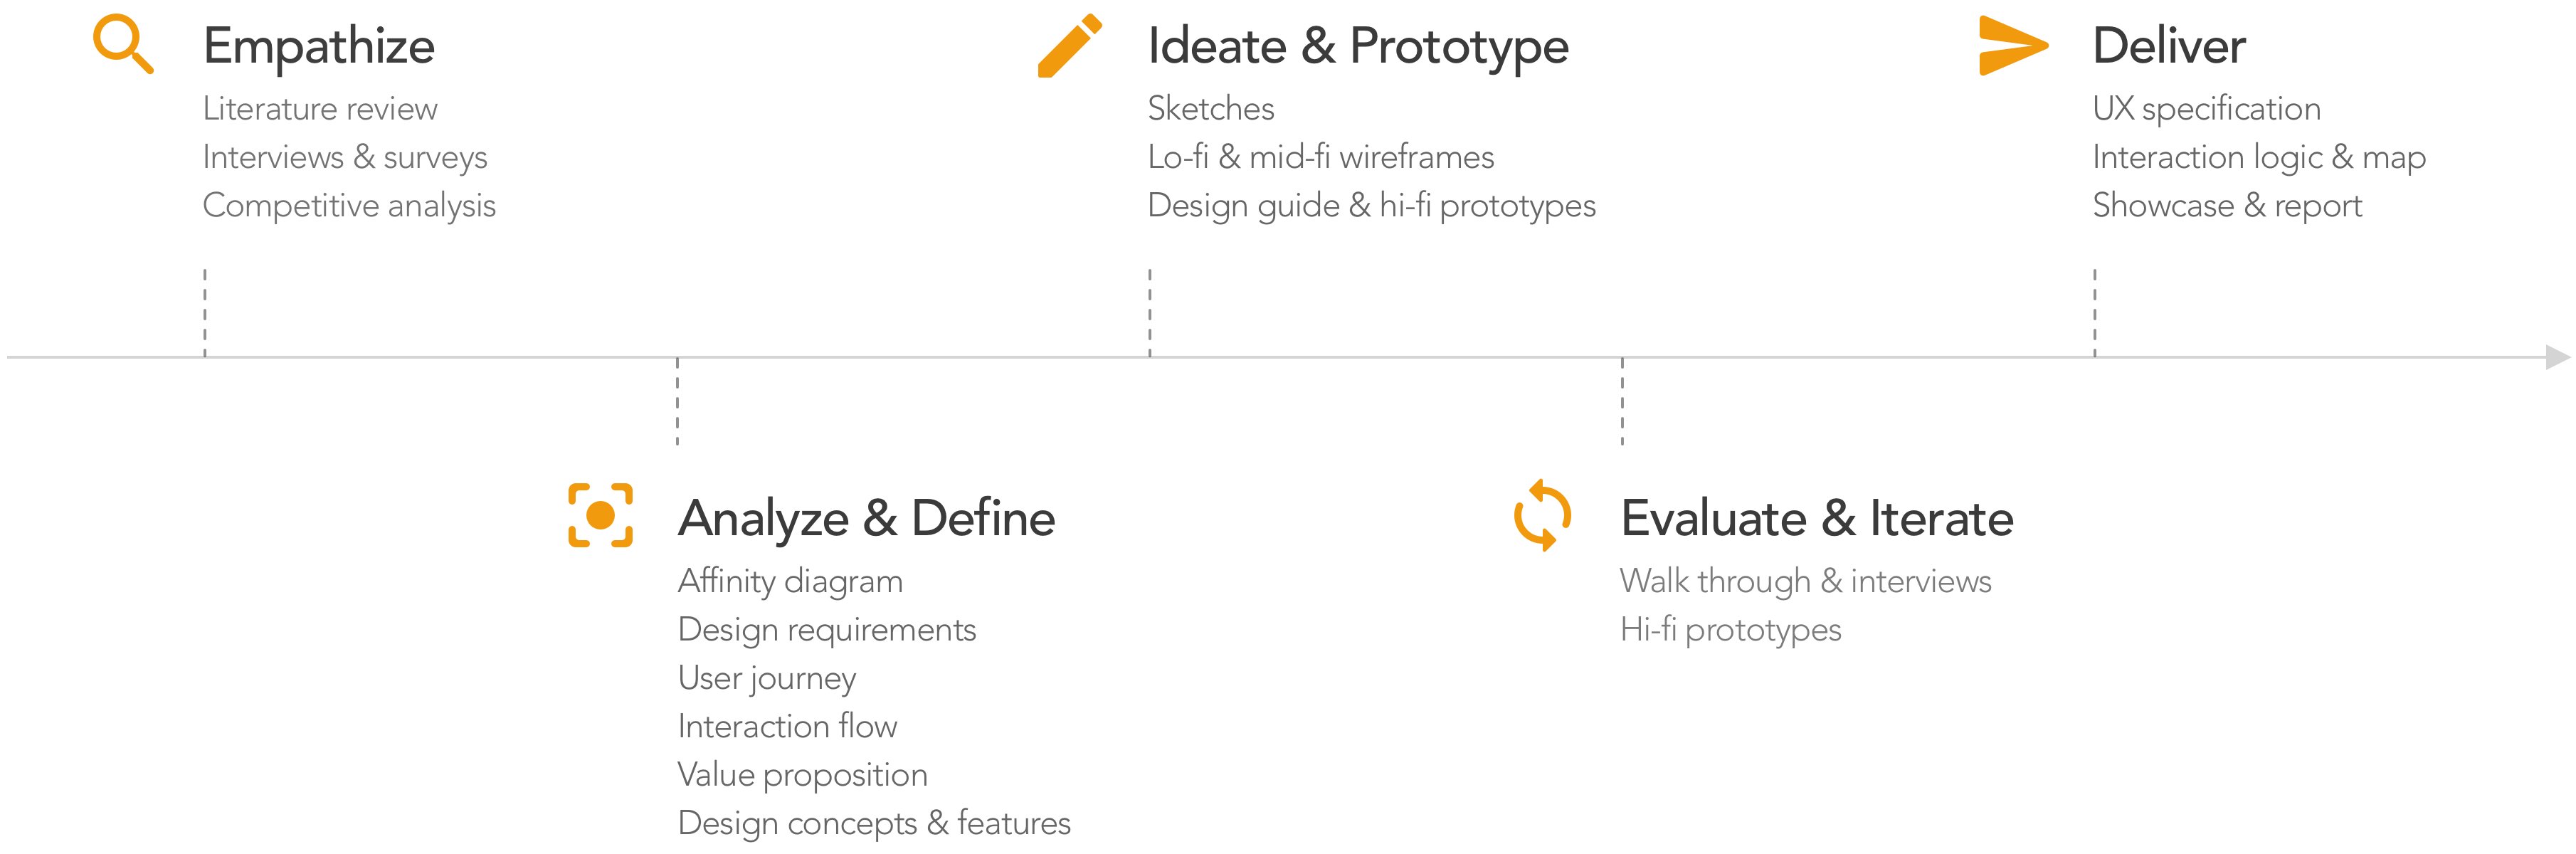 Empathize
Literature review
Interviews & surveys
Competitive analysis
Analyze & Define
Affinity diagram
Design requirements
User journey
Interaction flow
Value proposition
Design concepts & features
Ideate & Prototype
Sketches
Lo-fi & mid-fi wireframes
Design guide & hi-fi prototypes
Evaluate & Iterate
Walk through & interviews
Hi-fi prototypes
Deliver
UX specification
Interaction logic & map
Showcase & report